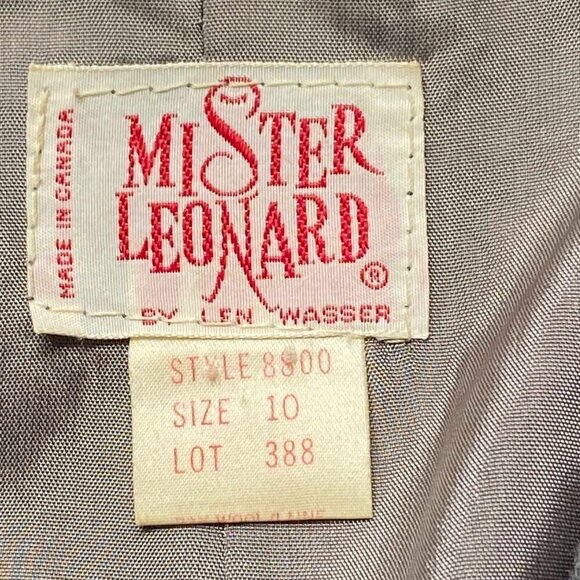 MADE IN CANADA
MISTER
LEONARD
®
BY LEN WASSER
STYLE 8800
SIZE 10
LOT 388